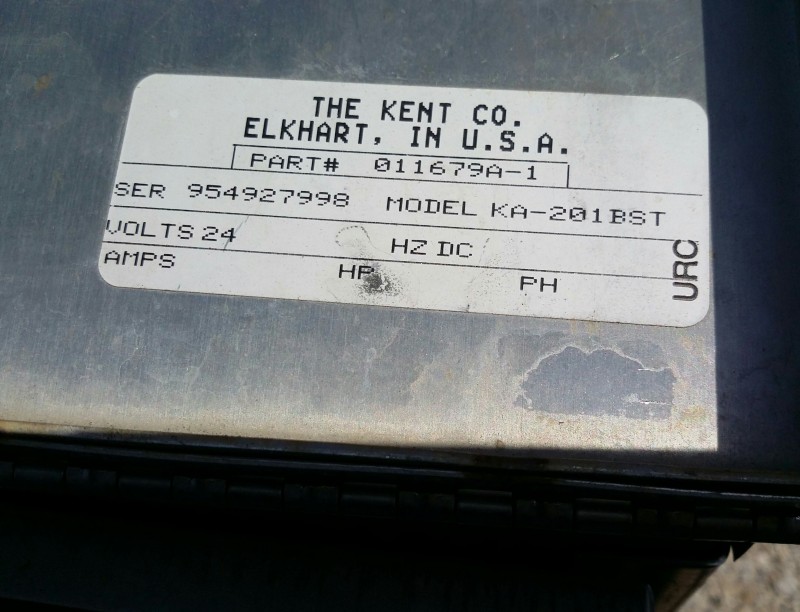 THE KENT CO.
ELKHART, IN U.S.A.
PART# 011679A-1
SER 954927998 MODEL KA-201BST
VOLTS 24 HZ DC
AMPS HP PH
URC